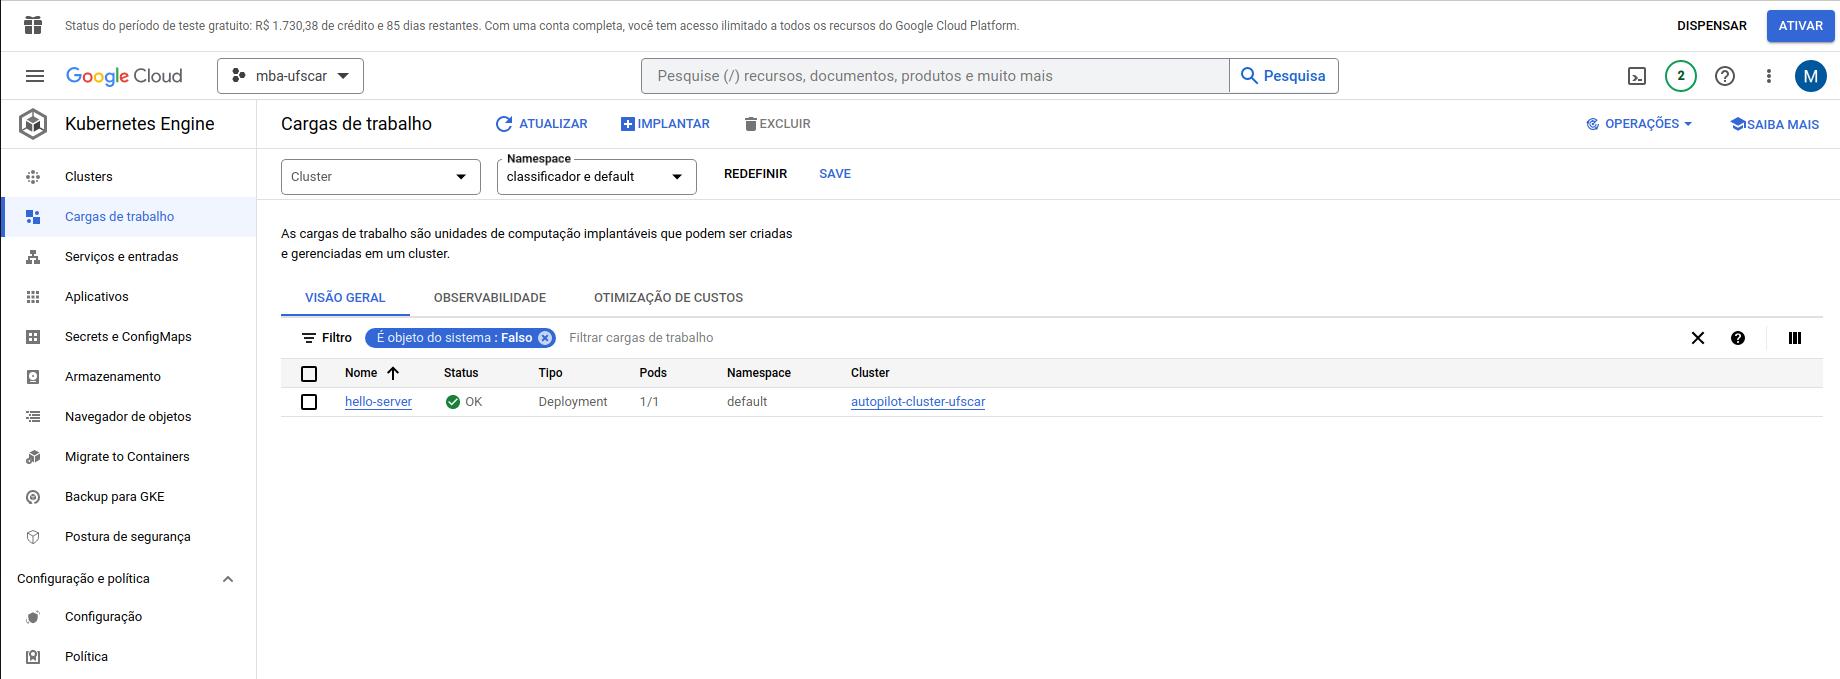 Status do período de teste gratuito: R$ 1.730,38 de crédito e 85 dias restantes. Com uma conta completa, você tem acesso ilimitado a todos os recursos do Google Cloud Platform.
DISPENSAR
ATIVAR
Google Cloud
mba-ufscar
Pesquise (/) recursos, documentos, produtos e muito mais
Pesquisa
2
M
Kubernetes Engine
Clusters
Cargas de trabalho
Serviços e entradas
Aplicativos
Secrets e ConfigMaps
Armazenamento
Navegador de objetos
Migrate to Containers
Backup para GKE
Postura de segurança
Configuração e política
Configuração
Política
Cargas de trabalho
ATUALIZAR
IMPLANTAR
EXCLUIR
OPERAÇÕES
SAIBA MAIS
Cluster
Namespace
classificador e default
REDEFINIR
SAVE
As cargas de trabalho são unidades de computação implantáveis que podem ser criadas
e gerenciadas em um cluster.
VISÃO GERAL
OBSERVABILIDADE
OTIMIZAÇÃO DE CUSTOS
Filtro
É objeto do sistema : Falso
Filtrar cargas de trabalho
Nome Status Tipo Pods Namespace Cluster
hello-server OK Deployment 1/1 default autopilot-cluster-ufscar